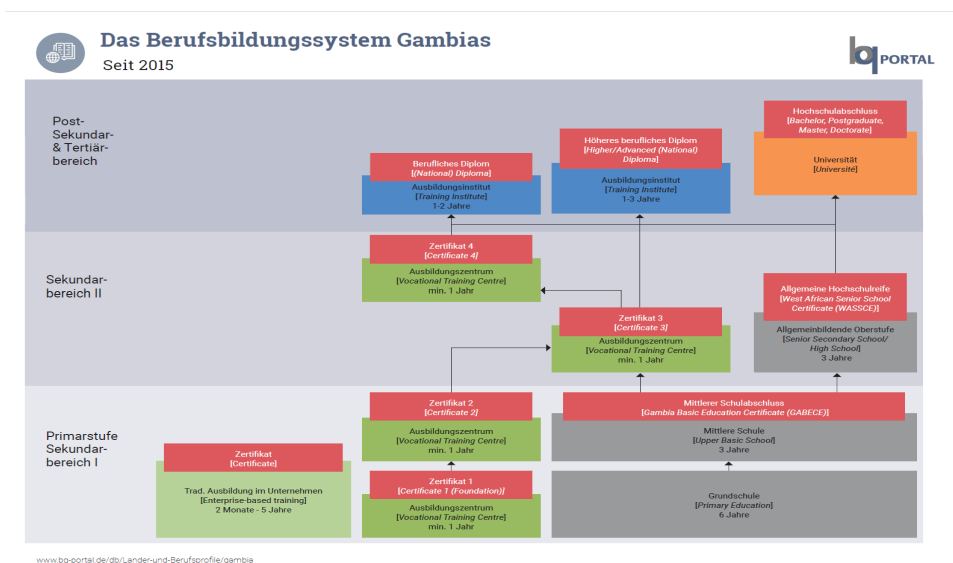 Das Berufsbildungssystem Gambias
Seit 2015
bq PORTAL
Post-
Sekundar-
& Tertiär-
bereich
Berufliches Diplom
[(National) Diploma]
Ausbildungsinstitut
[Training Institute]
1-2 Jahre
Höheres berufliches Diplom
[Higher/Advanced (National)
Diploma]
Ausbildungsinstitut
[Training Institute]
1-3 Jahre
Hochschulabschluss
[Bachelor, Postgraduate,
Master, Doctorate]
Universität
[Université]
Sekundar-
bereich II
Zertifikat 4
[Certificate 4]
Ausbildungszentrum
[Vocational Training Centre]
min. 1 Jahr
Zertifikat 3
[Certificate 3]
Ausbildungszentrum
[Vocational Training Centre]
min. 1 Jahr
Allgemeine Hochschulreife
[West African Senior School
Certificate (WASSCE)]
Allgemeinbildende Oberstufe
[Senior Secondary School/
High School]
3 Jahre
Primarstufe
Sekundar-
bereich I
Zertifikat
[Certificate]
Trad. Ausbildung im Unternehmen
[Enterprise-based training]
2 Monate - 5 Jahre
Zertifikat 2
[Certificate 2]
Ausbildungszentrum
[Vocational Training Centre]
min. 1 Jahr
Zertifikat 1
[Certificate 1 (Foundation)]
Ausbildungszentrum
[Vocational Training Centre]
min. 1 Jahr
Mittlerer Schulabschluss
[Gambia Basic Education Certificate (GABECE)]
Mittlere Schule
[Upper Basic School]
3 Jahre
Grundschule
[Primary Education]
6 Jahre
www.bq-portal.de/db/Lander-und-Berufsprofile/gambia